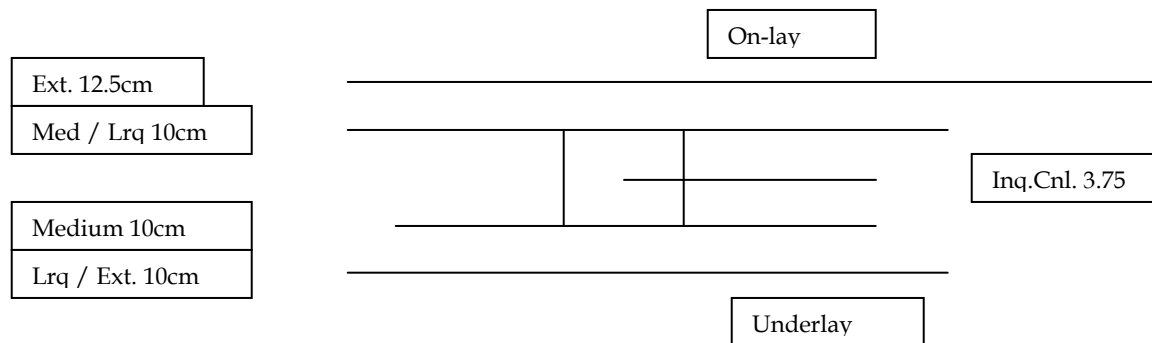 On-lay
Ext. 12.5cm
Med / Lrq 10cm
Inq.Cnl. 3.75
Medium 10cm
Lrq / Ext. 10cm
Underlay